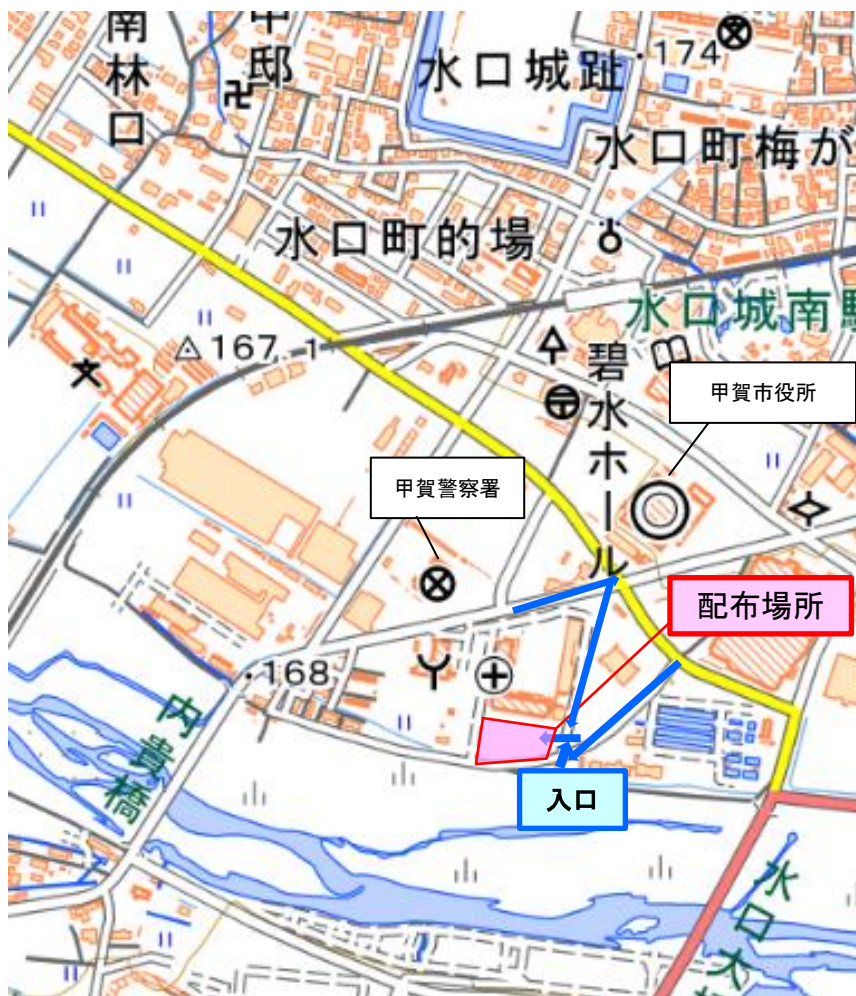 南林口
中邸
水口城趾
174
水口町梅が
水口町的場
水口城南駅
167.1
碧水ホール
甲賀市役所
甲賀警察署
配布場所
168
内貴橋
入口
水口大